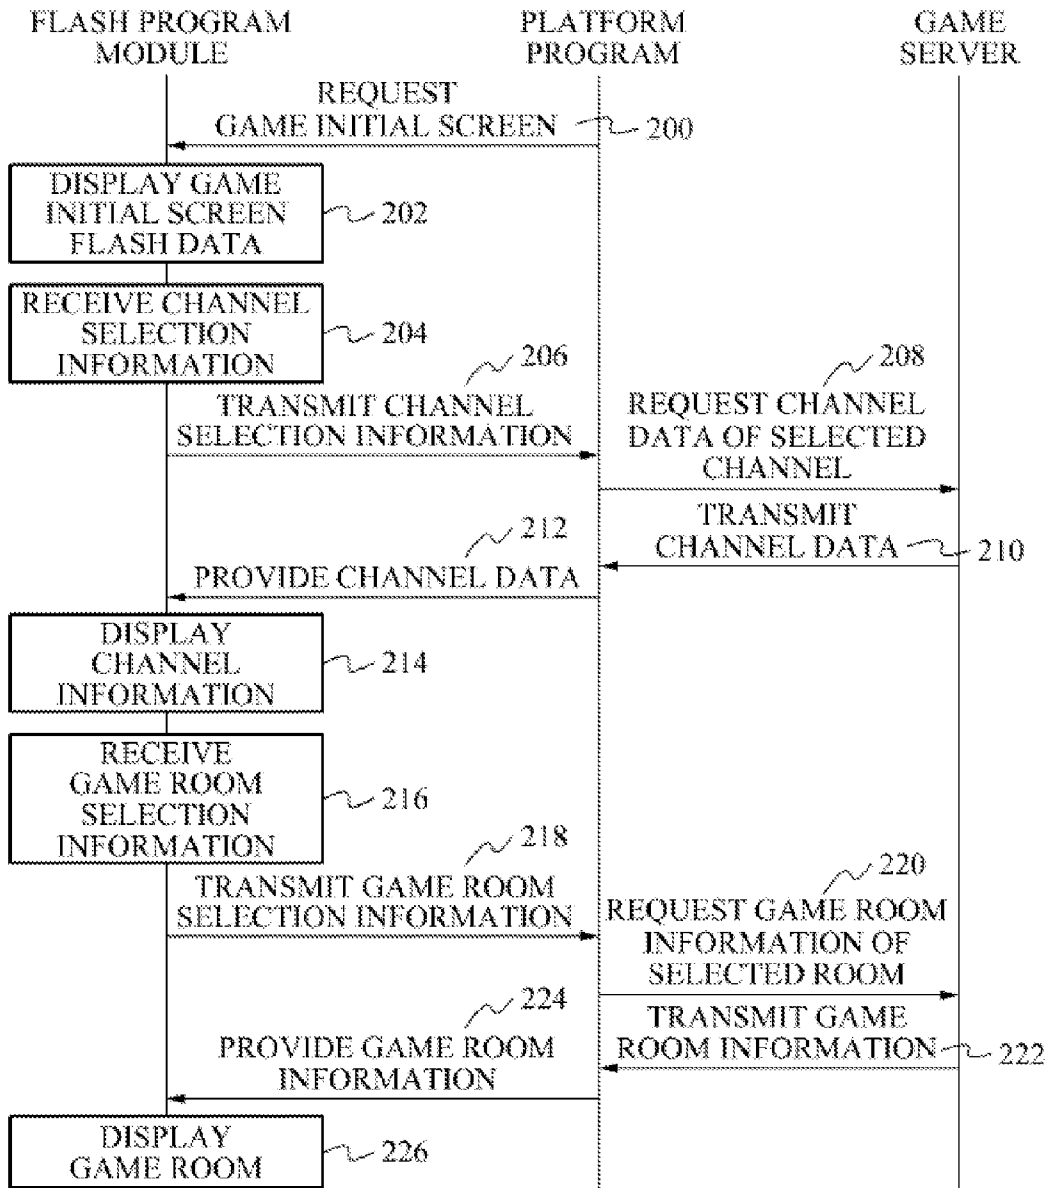 FLASH PROGRAM
MODULE
PLATFORM
PROGRAM
GAME
SERVER
REQUEST
GAME INITIAL SCREEN
200
DISPLAY GAME
INITIAL SCREEN
FLASH DATA
202
RECEIVE CHANNEL
SELECTION
INFORMATION
204
206
TRANSMIT CHANNEL
SELECTION INFORMATION
208
REQUEST CHANNEL
DATA OF SELECTED
CHANNEL
TRANSMIT
CHANNEL DATA
210
212
PROVIDE CHANNEL DATA
DISPLAY
CHANNEL
INFORMATION
214
RECEIVE
GAME ROOM
SELECTION
INFORMATION
216
218
TRANSMIT GAME ROOM
SELECTION INFORMATION
220
REQUEST GAME ROOM
INFORMATION OF
SELECTED ROOM
TRANSMIT GAME
ROOM INFORMATION
222
224
PROVIDE GAME ROOM
INFORMATION
DISPLAY
GAME ROOM
226